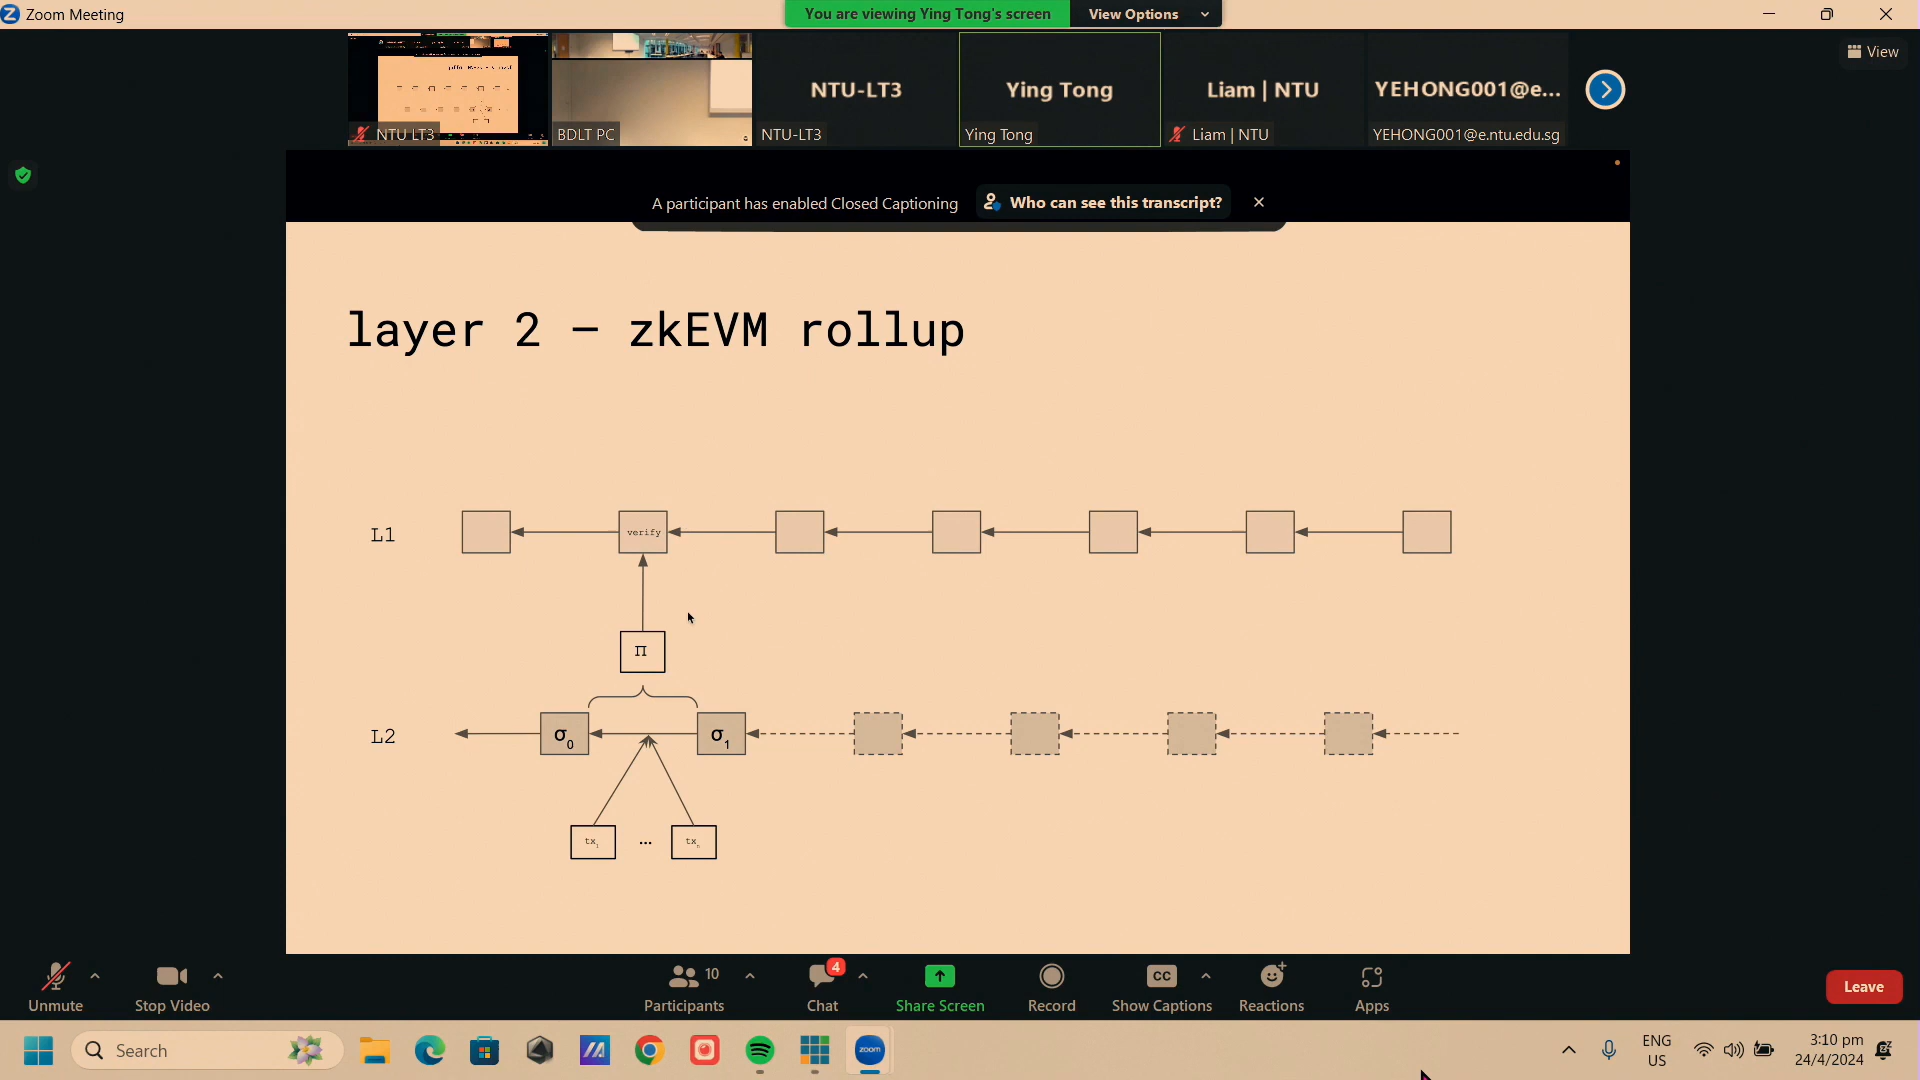 Zoom Meeting
You are viewing Ying Tong's screen
View Options
View
NTU LT3
BDLT PC
NTU-LT3
NTU-LT3
Ying Tong
Ying Tong
Liam | NTU
Liam | NTU
YEHONG001@e...
YEHONG001@e.ntu.edu.sg
A participant has enabled Closed Captioning
Who can see this transcript?
layer 2 – zkEVM rollup
L1
verify
π
L2
σ0
σ1
tx1
...
txn
Unmute
Stop Video
Participants
10
Chat
4
Share Screen
Record
CC
Show Captions
Reactions
Apps
Leave
Search
zoom
ENG
US
3:10 pm
24/4/2024